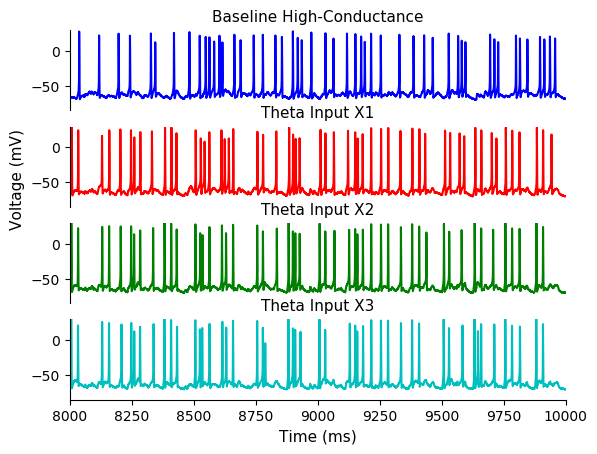 Baseline High-Conductance
0
−50
Theta Input X1
0
−50
Theta Input X2
0
−50
Theta Input X3
0
−50
Voltage (mV)
8000 8250 8500 8750 9000 9250 9500 9750 10000
Time (ms)